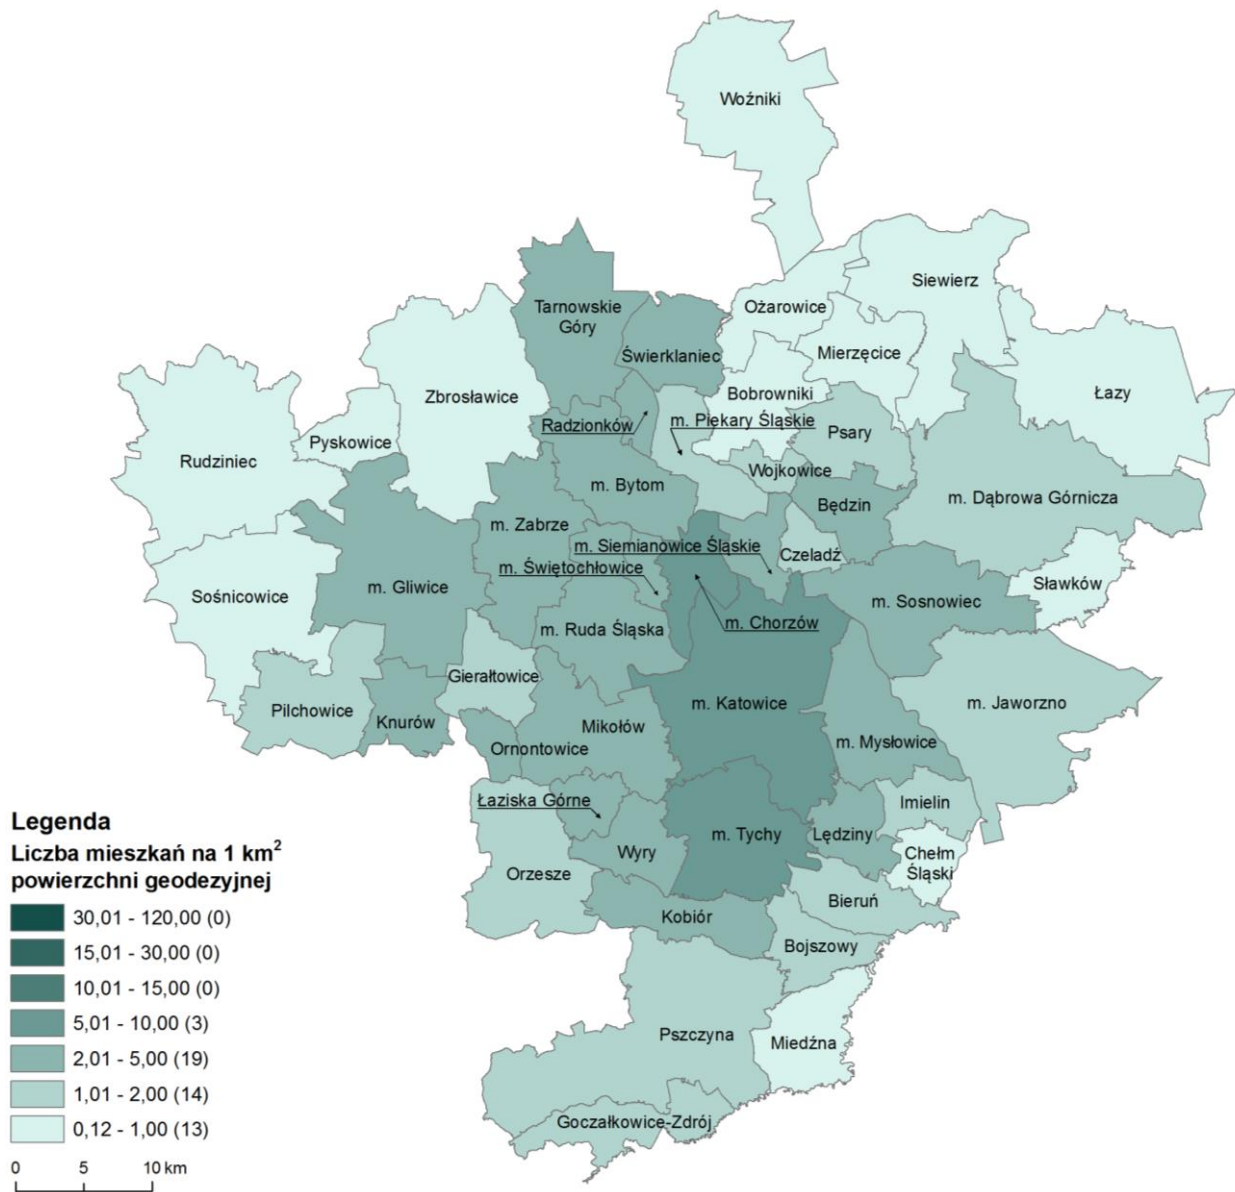 Woźniki
Siewierz
Ożarowice
Tarnowskie
Góry
Mierzęcice
Świerklaniec
Łazy
Zbrosławice
Bobrowniki
Radzionków
m. Piekary Śląskie
Psary
Pyskowice
Rudziniec
Wojkowice
m. Bytom
m. Dąbrowa Górnicza
Będzin
m. Zabrze
m. Siemianowice Śląskie
Czeladź
m. Świętochłowice
Sławków
m. Gliwice
Sośnicowice
m. Sosnowiec
m. Chorzów
m. Ruda Śląska
Gierałtowice
m. Katowice
m. Jaworzno
Pilchowice
Knurów
Mikołów
m. Mysłowice
Ornontowice
Łaziska Górne
Imielin
m. Tychy
Lędziny
Wyry
Chełm
Śląski
Orzesze
Bieruń
Kobiór
Bojszowy
Pszczyna
Miedźna
Goczałkowice-Zdrój
Legenda
Liczba mieszkań na 1 km²
powierzchni geodezyjnej
30,01 - 120,00 (0)
15,01 - 30,00 (0)
10,01 - 15,00 (0)
5,01 - 10,00 (3)
2,01 - 5,00 (19)
1,01 - 2,00 (14)
0,12 - 1,00 (13)
0 5 10 km